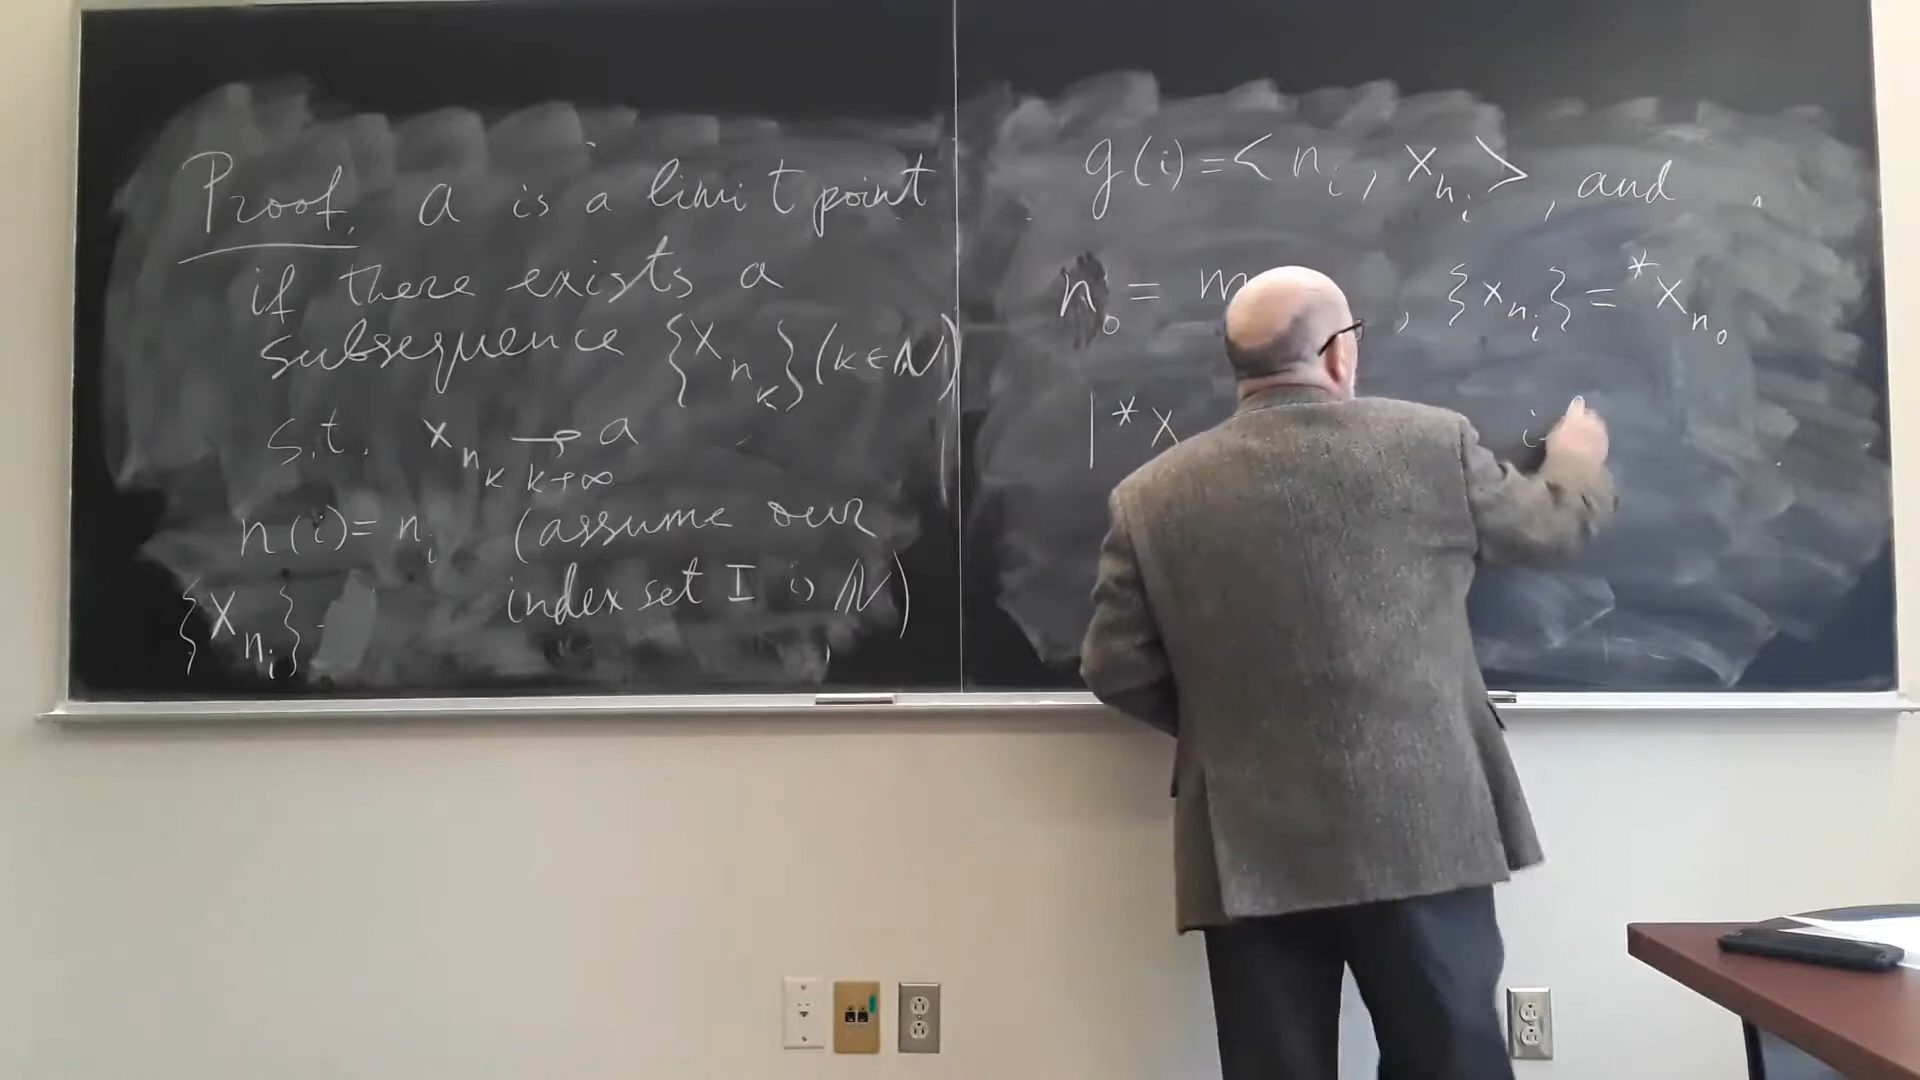 Proof. a is a limit point
if there exists a
subsequence {x_{n_k}} (k ∈ ℕ)
s.t. x_{n_k} → a
k→∞
n(i) = n_i (assume our
index set I is ℕ)
{x_{n_i}}
g(i) = < n_i, x_{n_i} >, and
n_0 = , {x_{n_i}} = *x_{n_0}
|*x i